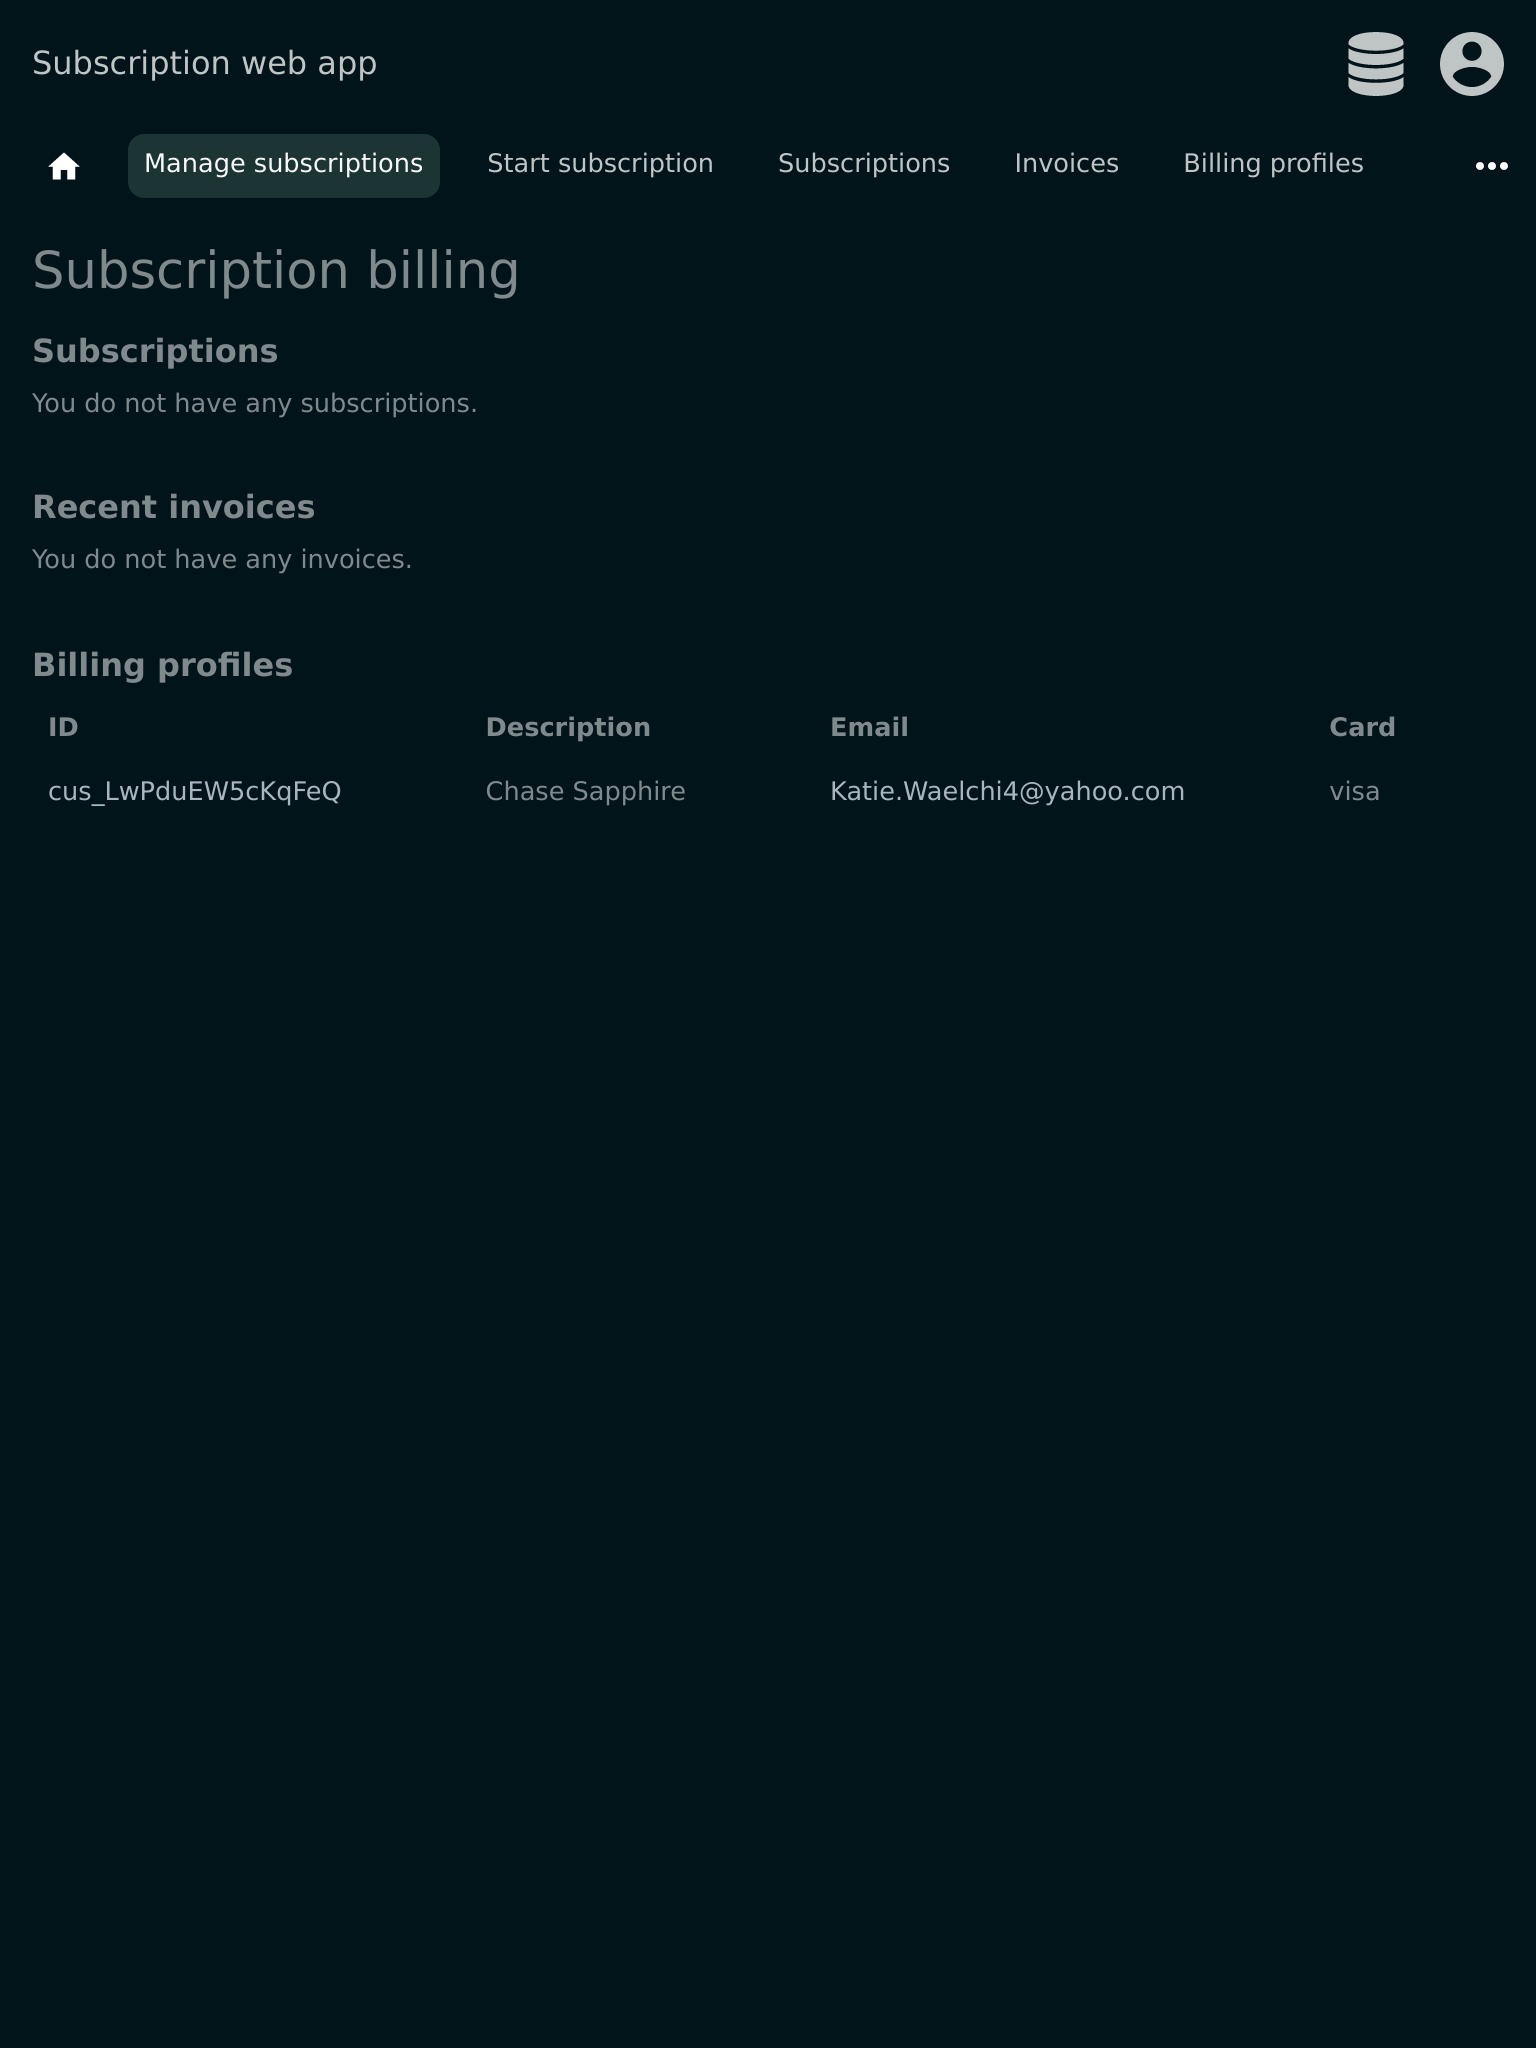 Subscription web app
Manage subscriptions Start subscription Subscriptions Invoices Billing profiles
Subscription billing
Subscriptions
You do not have any subscriptions.
Recent invoices
You do not have any invoices.
Billing profiles
ID Description Email Card
cus_LwPduEW5cKqFeQ Chase Sapphire Katie.Waelchi4@yahoo.com visa